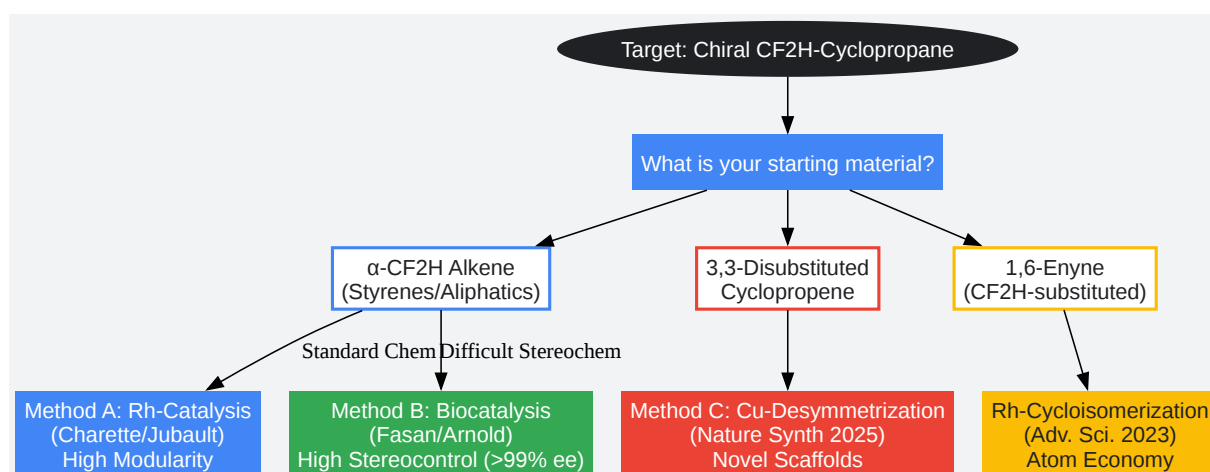 Target: Chiral CF2H-Cyclopropane
What is your starting material?
α-CF2H Alkene
(Styrenes/Aliphatics)
3,3-Disubstituted
Cyclopropene
1,6-Enyne
(CF2H-substituted)
Standard Chem
Difficult Stereochem
Method A: Rh-Catalysis
(Charette/Jubault)
High Modularity
Method B: Biocatalysis
(Fasan/Arnold)
High Stereocontrol (>99% ee)
Method C: Cu-Desymmetrization
(Nature Synth 2025)
Novel Scaffolds
Rh-Cycloisomerization
(Adv. Sci. 2023)
Atom Economy